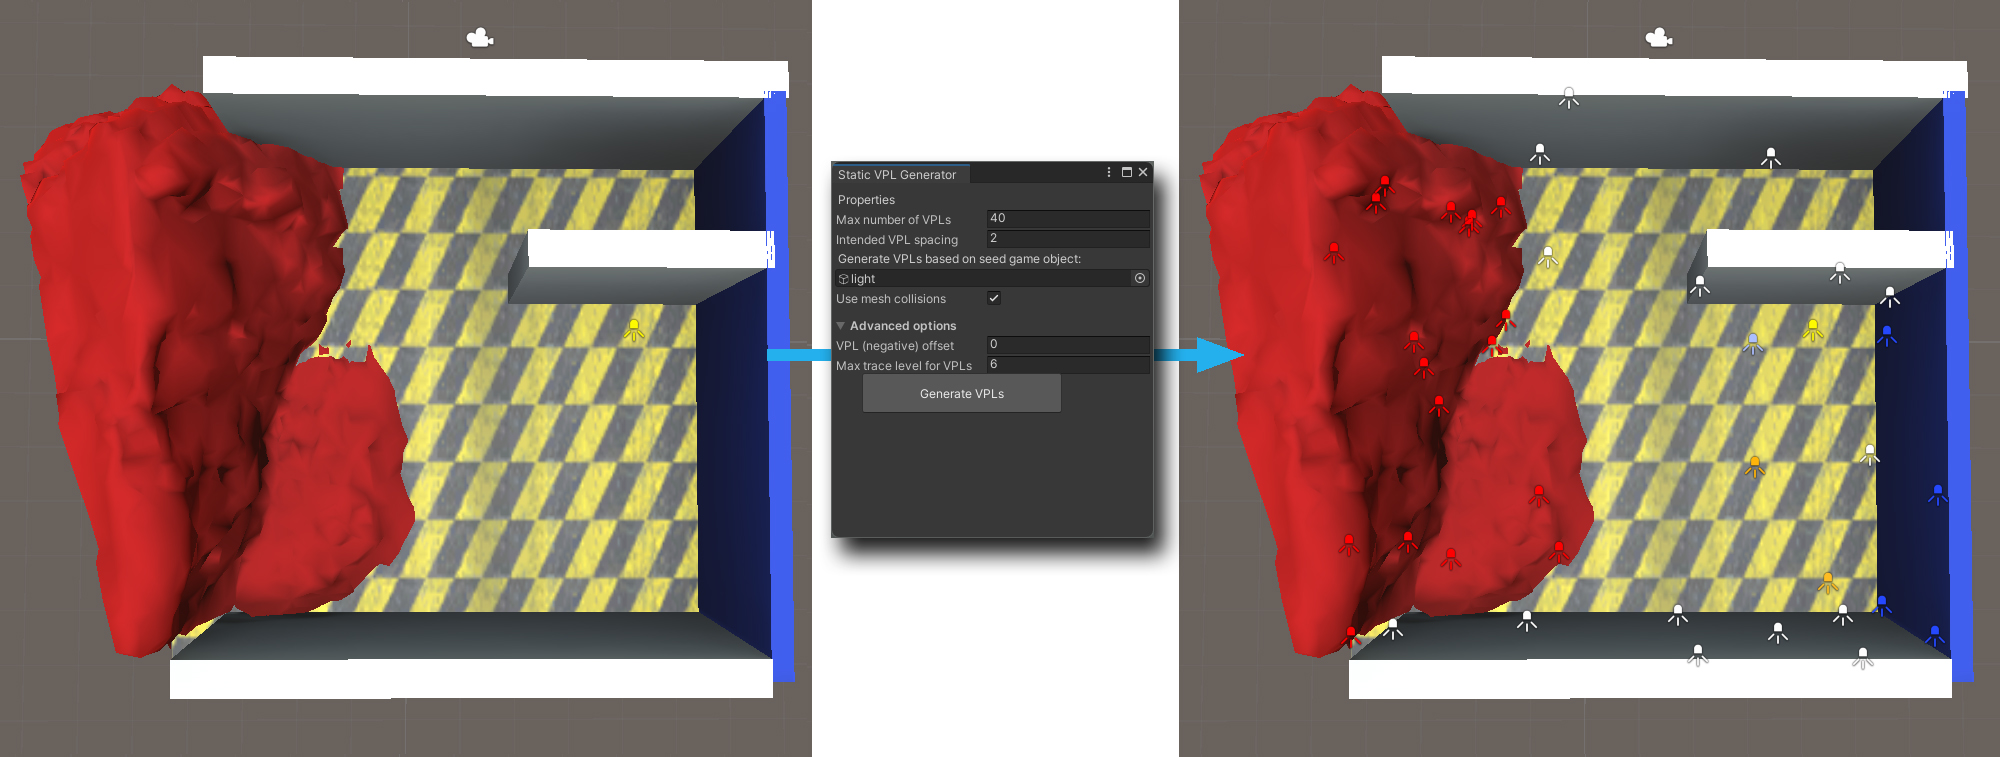 Static VPL Generator
Properties
Max number of VPLs 40
Intended VPL spacing 2
Generate VPLs based on seed game object:
light
Use mesh collisions
Advanced options
VPL (negative) offset 0
Max trace level for VPLs 6
Generate VPLs